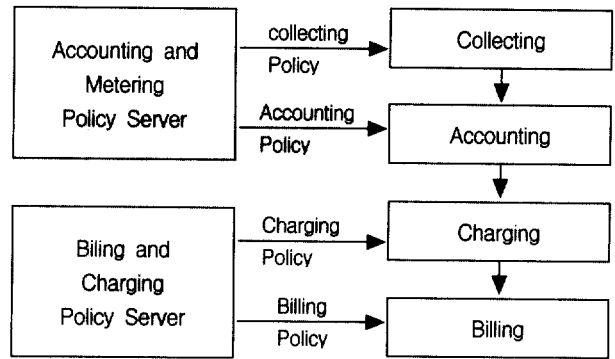 Accounting and
Metering
Policy Server
collecting
Policy
Accounting
Policy
Collecting
Accounting
Biling and
Charging
Policy Server
Charging
Policy
Billing
Policy
Charging
Billing